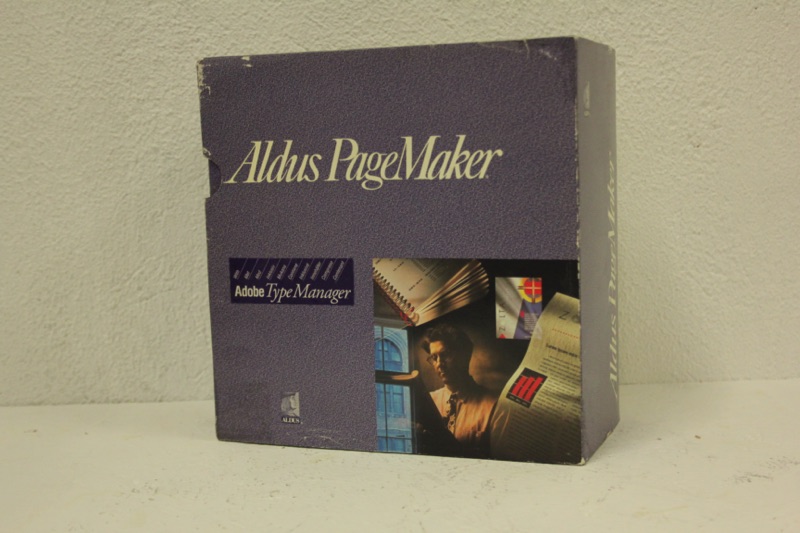 Aldus PageMaker
Adobe Type Manager
ALDUS
Aldus PageMaker